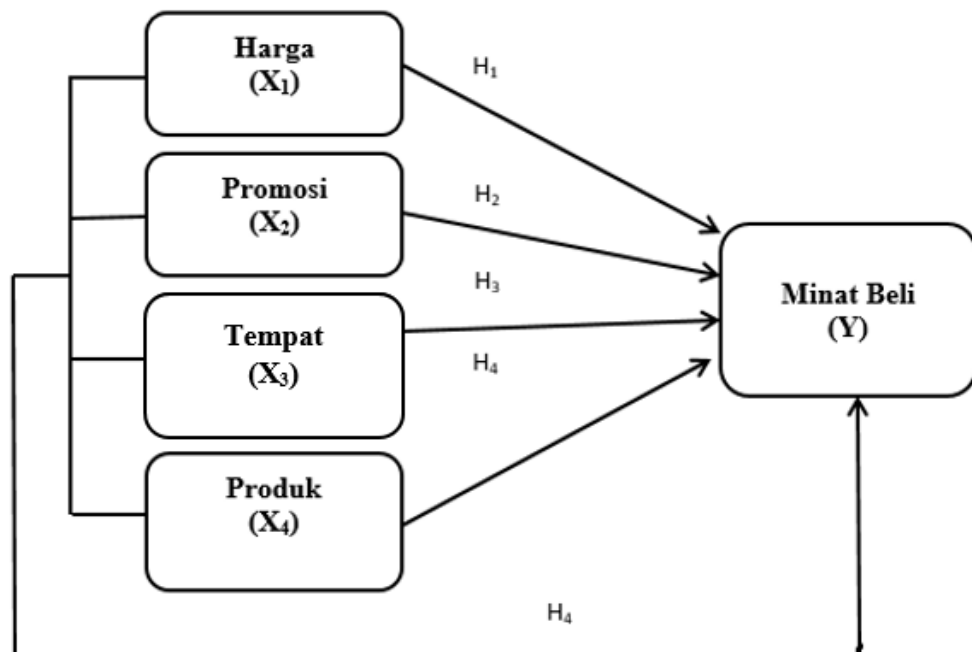 Harga
(X₁)
H₁
Promosi
(X₂)
H₂
H₃
Tempat
(X₃)
H₄
Produk
(X₄)
Minat Beli
(Y)
H₄